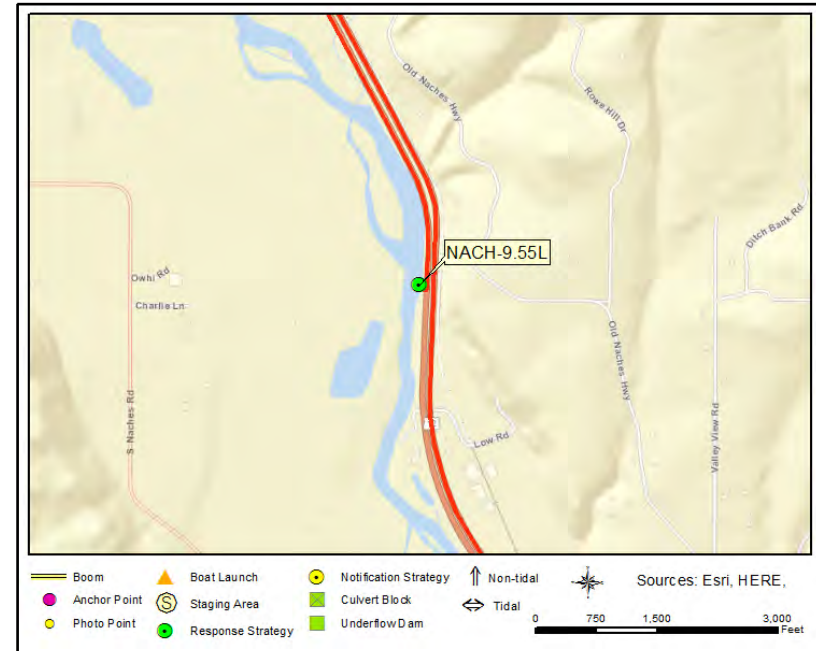 Old Naches Hwy
Rowe Hill Dr
Ditch Bank Rd
NACH-9.55L
Owhi Rd
Charlie Ln
S Naches Rd
Old Naches Hwy
Valley View Rd
Low Rd
Boom
Boat Launch
Notification Strategy
Non-tidal
Sources: Esri, HERE,
Anchor Point
S Staging Area
Culvert Block
Tidal
Photo Point
Response Strategy
Underflow Dam
0 750 1,500 3,000
Feet